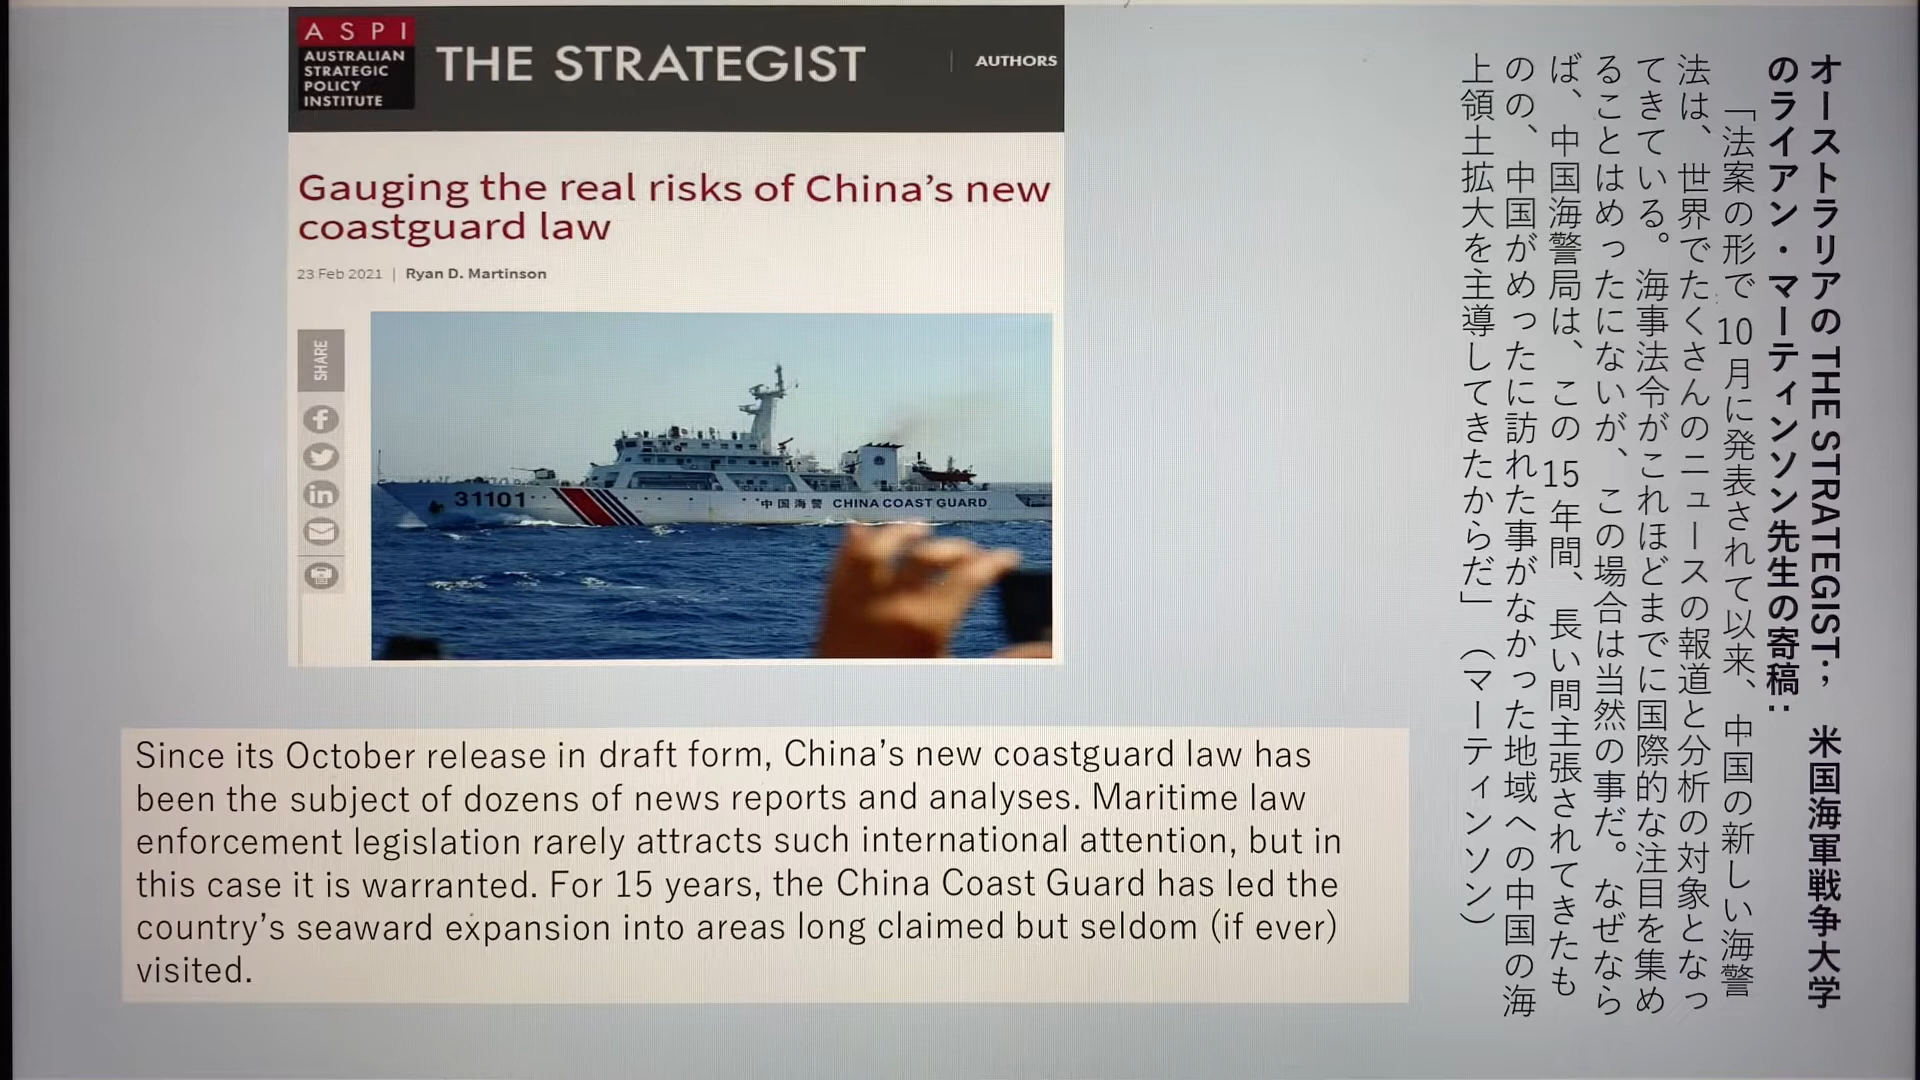 ASPI
AUSTRALIAN
STRATEGIC
POLICY
INSTITUTE
THE STRATEGIST
AUTHORS
Gauging the real risks of China’s new
coastguard law
23 Feb 2021 | Ryan D. Martinson
SHARE
31101
中国海警 CHINA COAST GUARD
Since its October release in draft form, China’s new coastguard law has
been the subject of dozens of news reports and analyses. Maritime law
enforcement legislation rarely attracts such international attention, but in
this case it is warranted. For 15 years, the China Coast Guard has led the
country’s seaward expansion into areas long claimed but seldom (if ever)
visited.
オーストラリアの THE STRATEGIST; 米国海軍戦争大学
のライアン・マーティンソン先生の寄稿:
「法案の形で 10 月に発表されて以来、中国の新しい海警
法は、世界でたくさんのニュースの報道と分析の対象となっ
てきている。海事法令がこれほどまでに国際的な注目を集め
ることはめったにないが、この場合は当然の事だ。なぜなら
ば、中国海警局は、この 15 年間、長い間主張されてきたも
のの、中国がめったに訪れた事がなかった地域への中国の海
上領土拡大を主導してきたからだ」（マーティンソン）